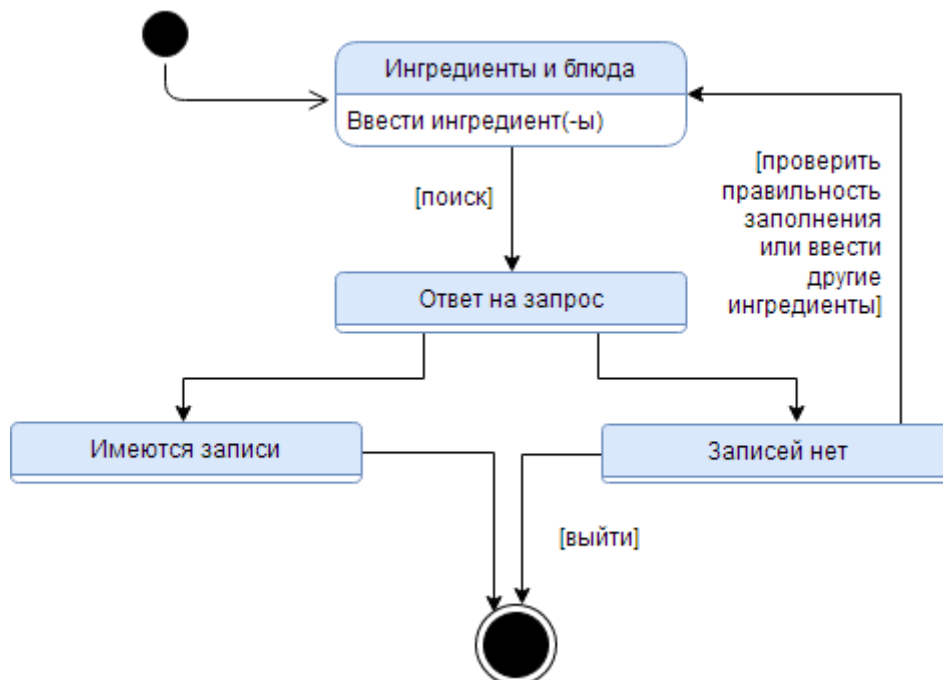 Ингредиенты и блюда
Ввести ингредиент(-ы)
[поиск]
[проверить
правильность
заполнения
или ввести
другие
ингредиенты]
Ответ на запрос
Имеются записи
Записей нет
[выйти]